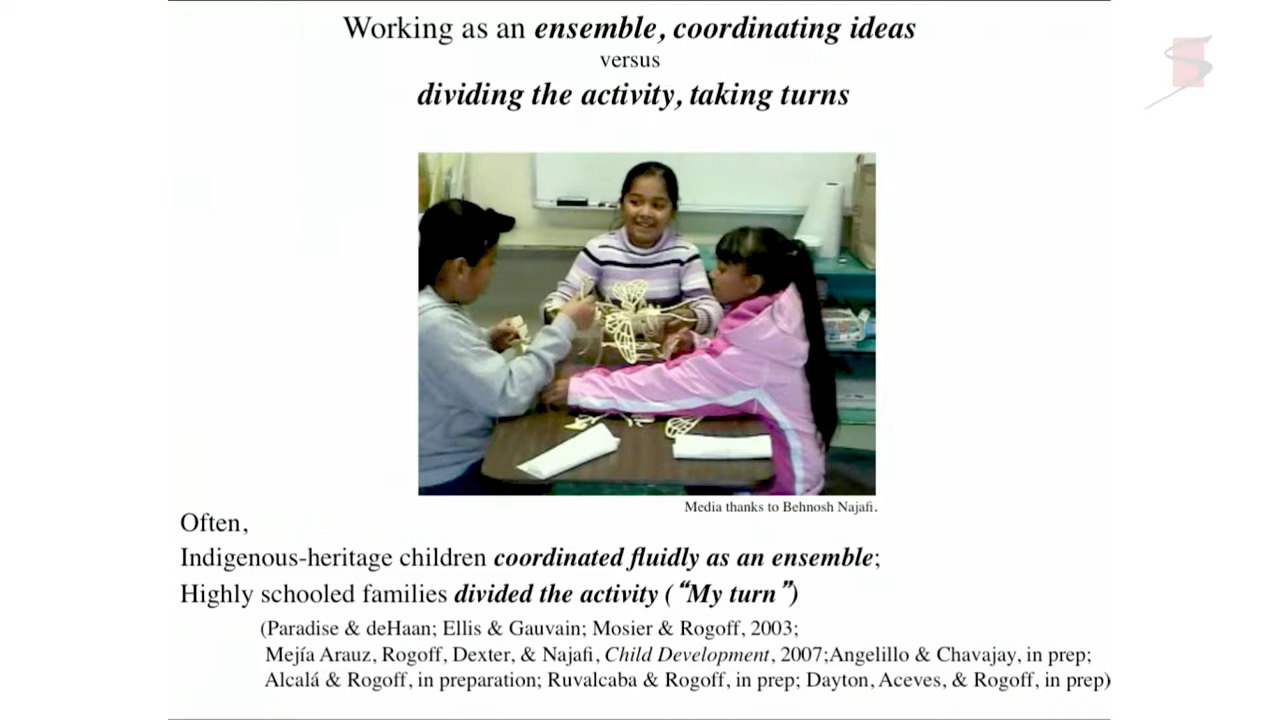 Working as an ensemble, coordinating ideas
versus
dividing the activity, taking turns
Media thanks to Behnosh Najafi.
Often,
Indigenous-heritage children coordinated fluidly as an ensemble;
Highly schooled families divided the activity (“My turn”)
(Paradise & deHaan; Ellis & Gauvain; Mosier & Rogoff, 2003;
Mejía Arauz, Rogoff, Dexter, & Najafi, Child Development, 2007;Angelillo & Chavajay, in prep;
Alcalá & Rogoff, in preparation; Ruvalcaba & Rogoff, in prep; Dayton, Aceves, & Rogoff, in prep)